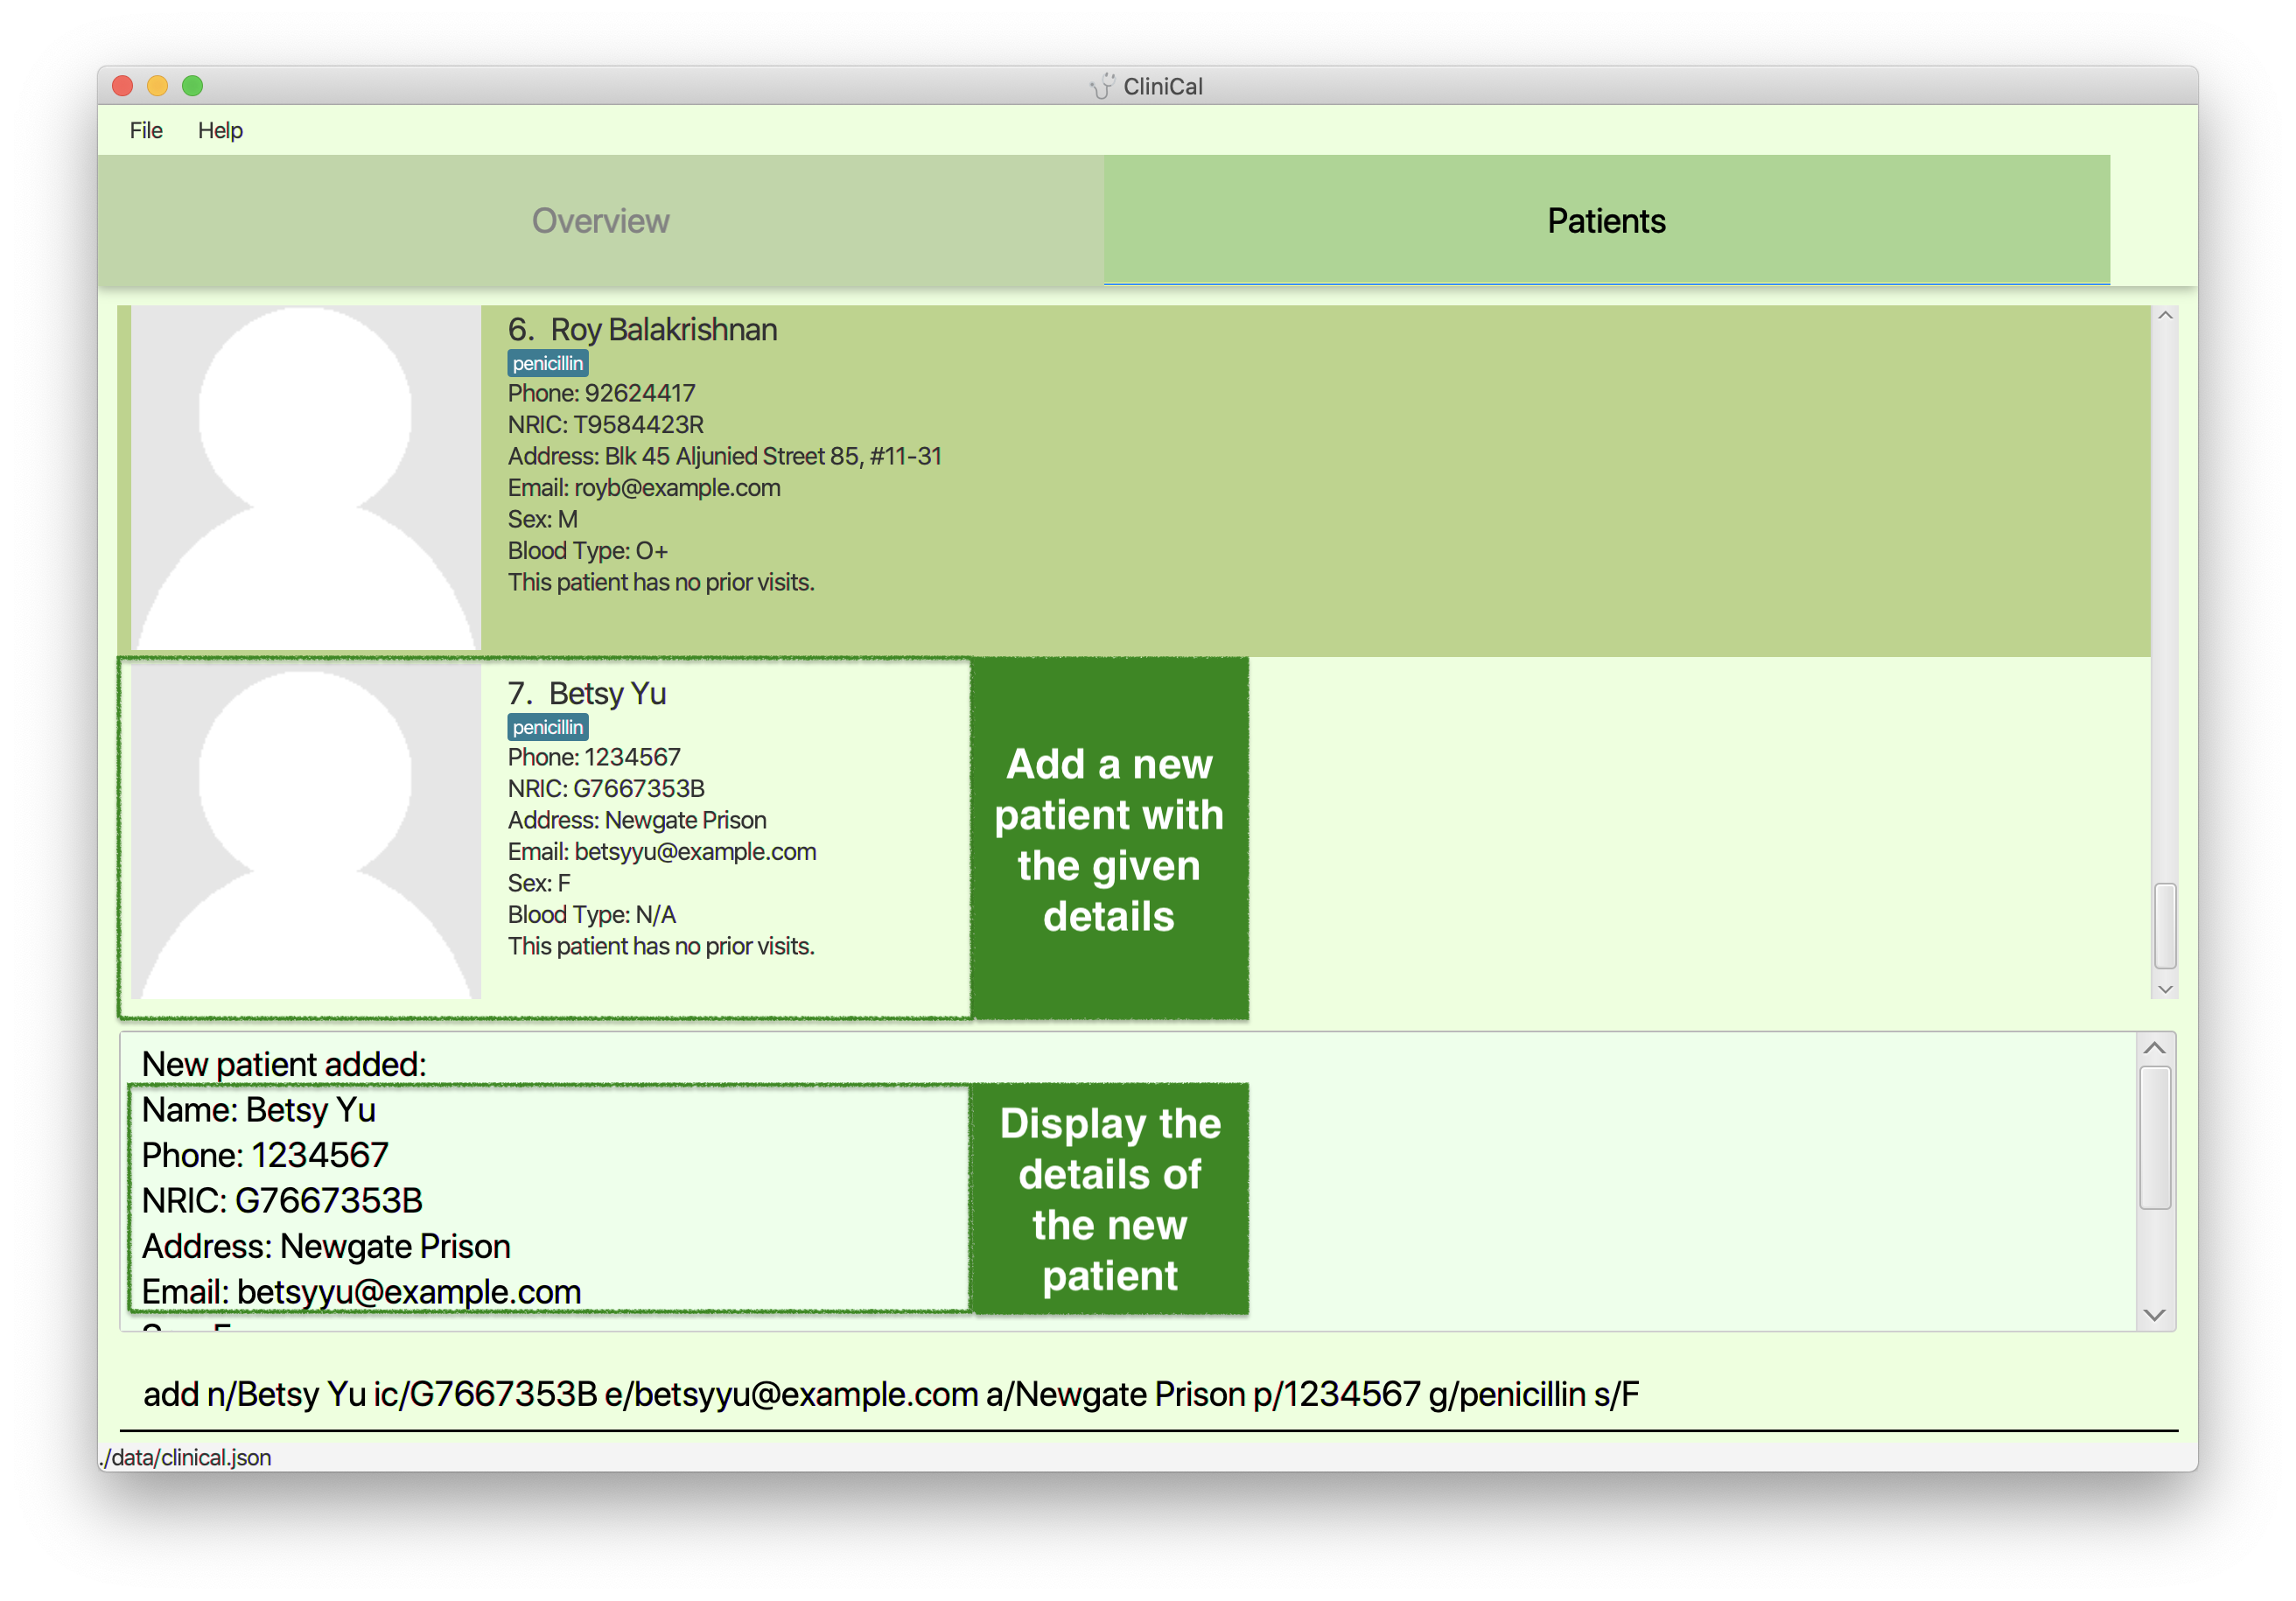 CliniCal
File Help
Overview Patients
6. Roy Balakrishnan
penicillin
Phone: 92624417
NRIC: T9584423R
Address: Blk 45 Aljunied Street 85, #11-31
Email: royb@example.com
Sex: M
Blood Type: O+
This patient has no prior visits.
7. Betsy Yu
penicillin
Phone: 1234567
NRIC: G7667353B
Address: Newgate Prison
Email: betsyyu@example.com
Sex: F
Blood Type: N/A
This patient has no prior visits.
Add a new
patient with
the given
details
New patient added:
Name: Betsy Yu
Phone: 1234567
NRIC: G7667353B
Address: Newgate Prison
Email: betsyyu@example.com
Display the
details of
the new
patient
add n/Betsy Yu ic/G7667353B e/betsyyu@example.com a/Newgate Prison p/1234567 g/penicillin s/F
./data/clinical.json